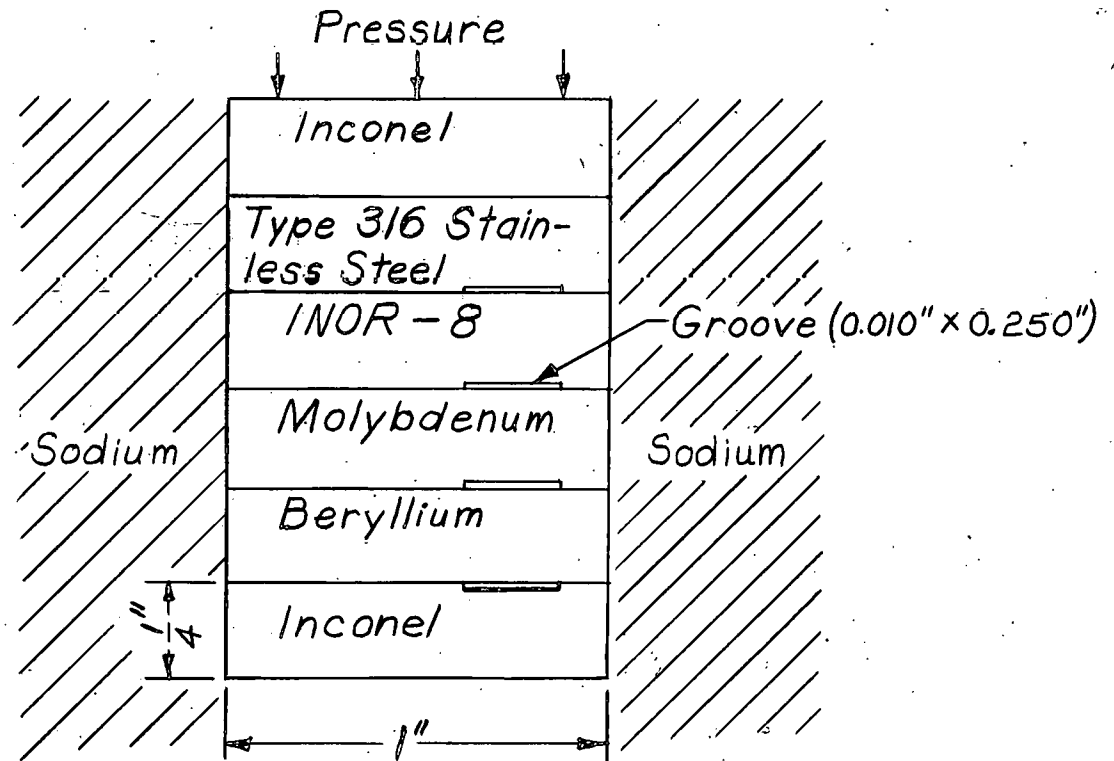 Pressure
Inconel
Type 316 Stain-
less Steel
INOR-8
Groove (0.010" × 0.250")
Molybdenum
Sodium
Sodium
Beryllium
Inconel
1"
4
1"